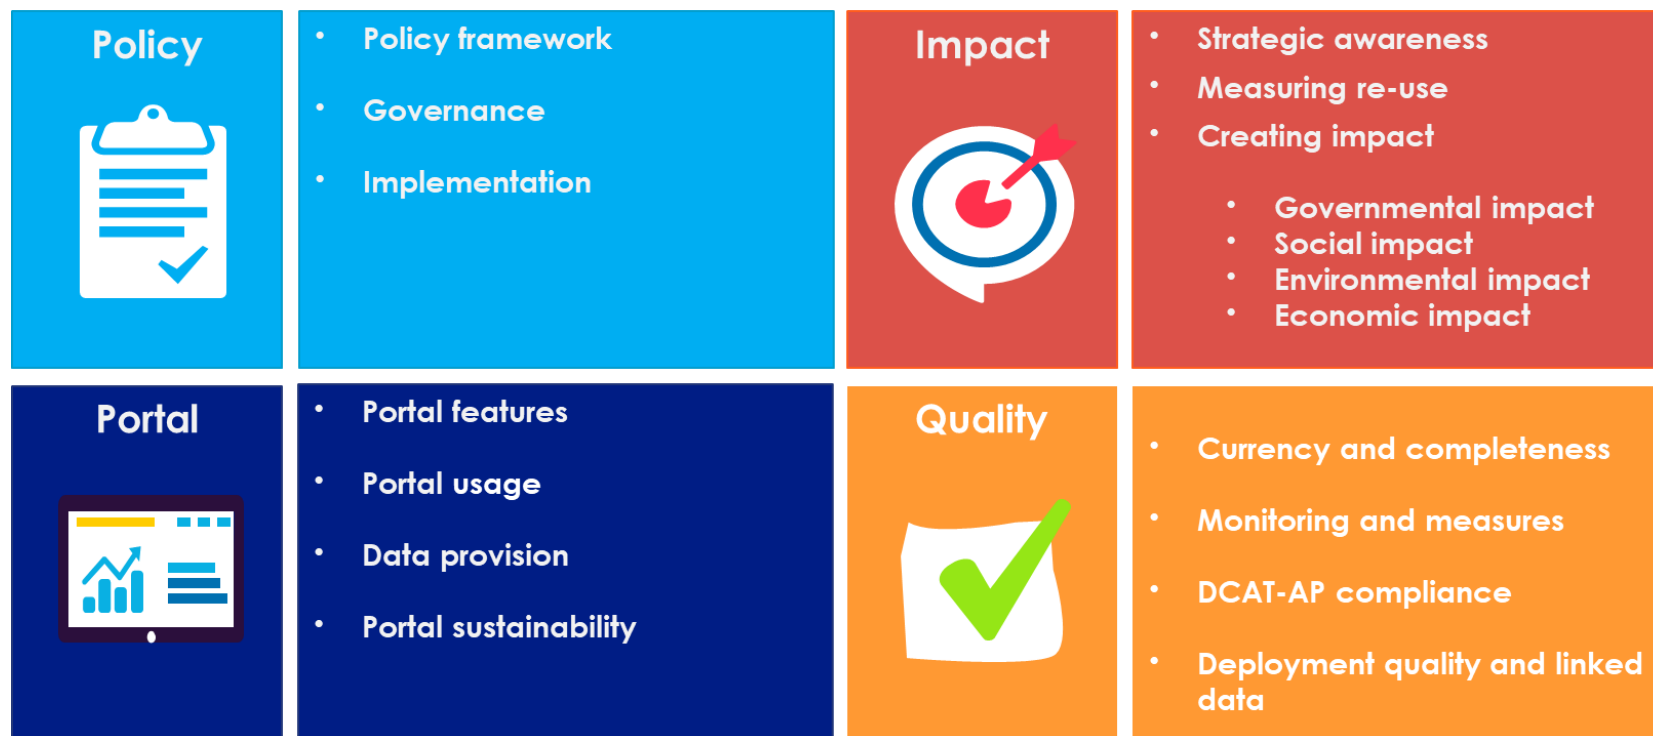 Policy
• Policy framework
• Governance
• Implementation
Impact
• Strategic awareness
• Measuring re-use
• Creating impact
• Governmental impact
• Social impact
• Environmental impact
• Economic impact
Portal
• Portal features
• Portal usage
• Data provision
• Portal sustainability
Quality
• Currency and completeness
• Monitoring and measures
• DCAT-AP compliance
• Deployment quality and linked
data